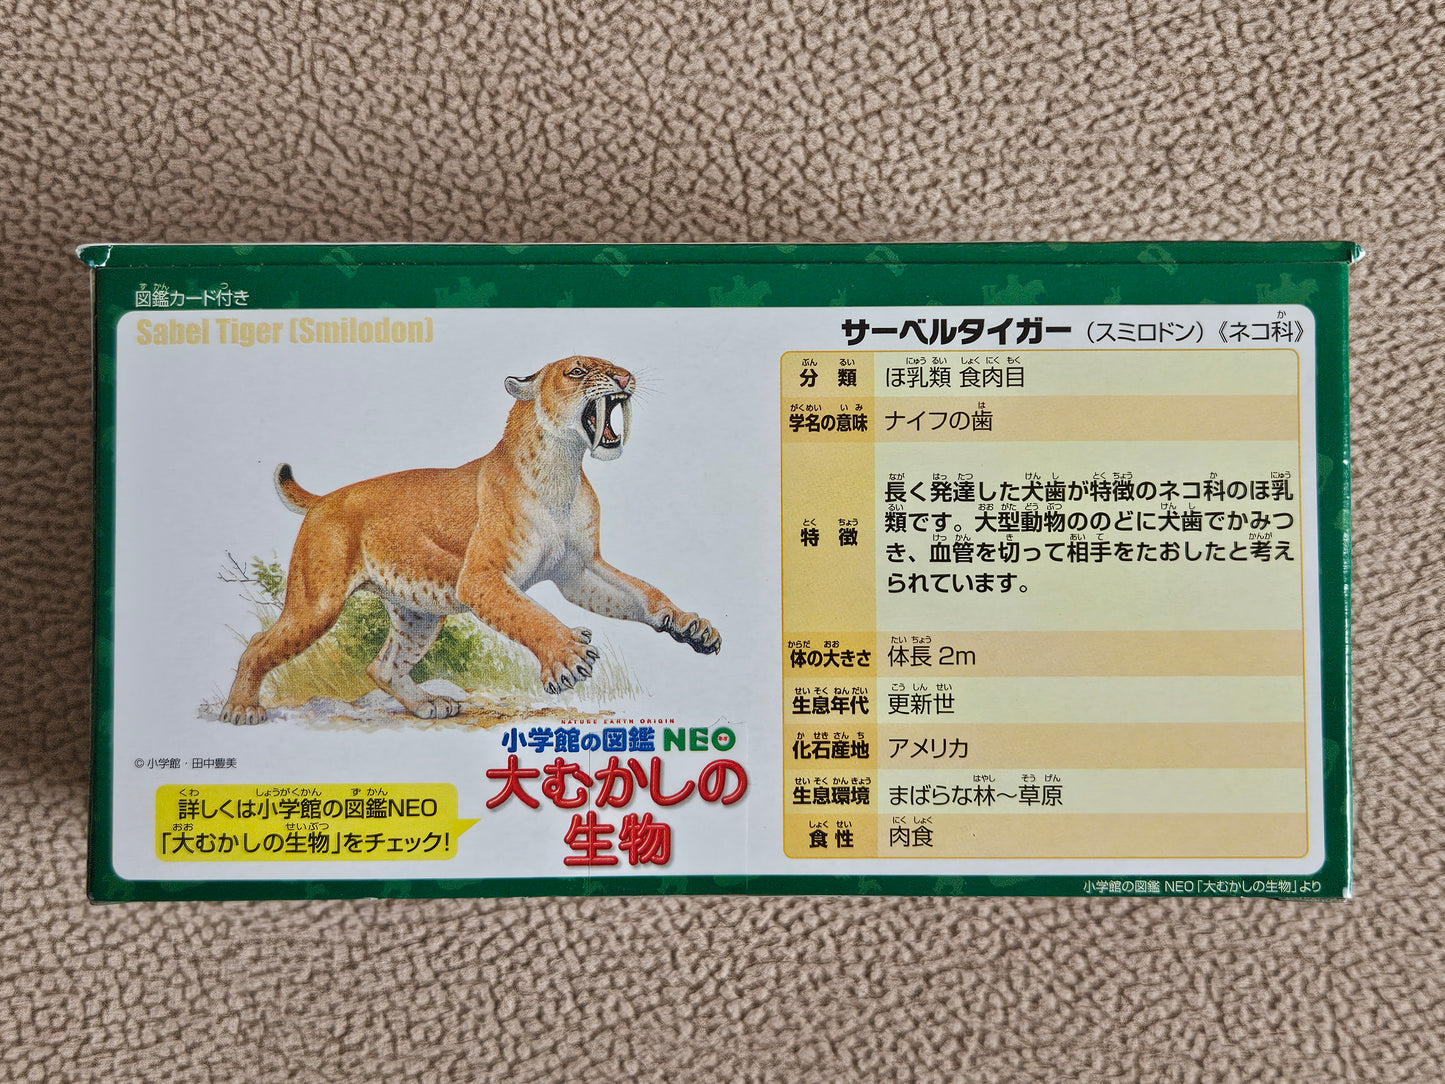 図鑑カード付き
Sabel Tiger (Smilodon)
サーベルタイガー（スミロドン）《ネコ科》
分類 ほ乳類 食肉目
学名の意味 ナイフの歯
特徴 長く発達した犬歯が特徴のネコ科のほ乳
類です。大型動物ののどに犬歯でかみつ
き、血管を切って相手をたおしたと考え
られています。
体の大きさ 体長 2m
生息年代 更新世
化石産地 アメリカ
生息環境 まばらな林～草原
食性 肉食
© 小学館・田中豊美
詳しくは小学館の図鑑NEO
「大むかしの生物」をチェック!
NATURE EARTH ORIGIN
小学館の図鑑 NEO
大むかしの
生物
小学館の図鑑 NEO「大むかしの生物」より